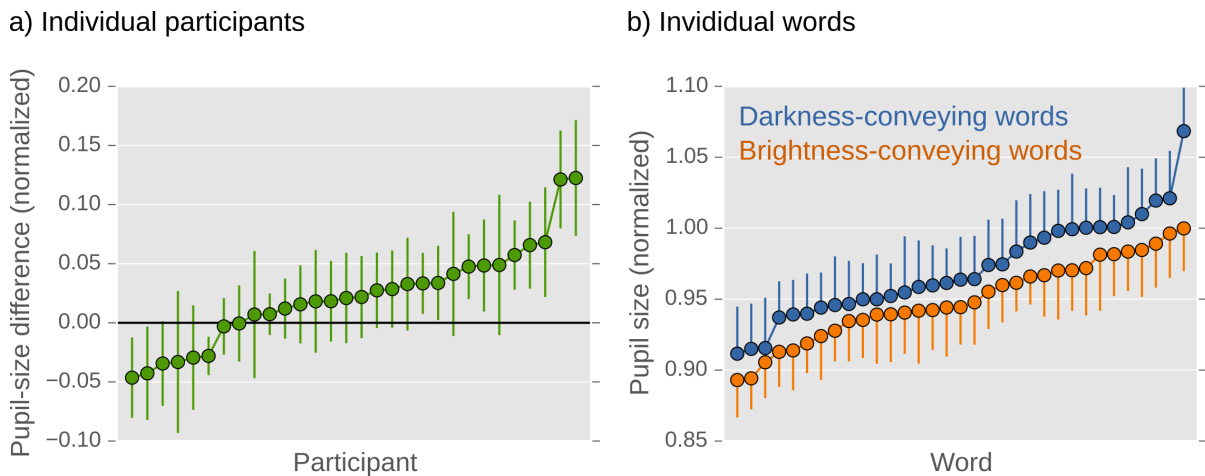 a) Individual participants
Pupil-size difference (normalized)
0.20
0.15
0.10
0.05
0.00
−0.05
−0.10
Participant
b) Invididual words
Pupil size (normalized)
1.10
1.05
1.00
0.95
0.90
0.85
Darkness-conveying words
Brightness-conveying words
Word